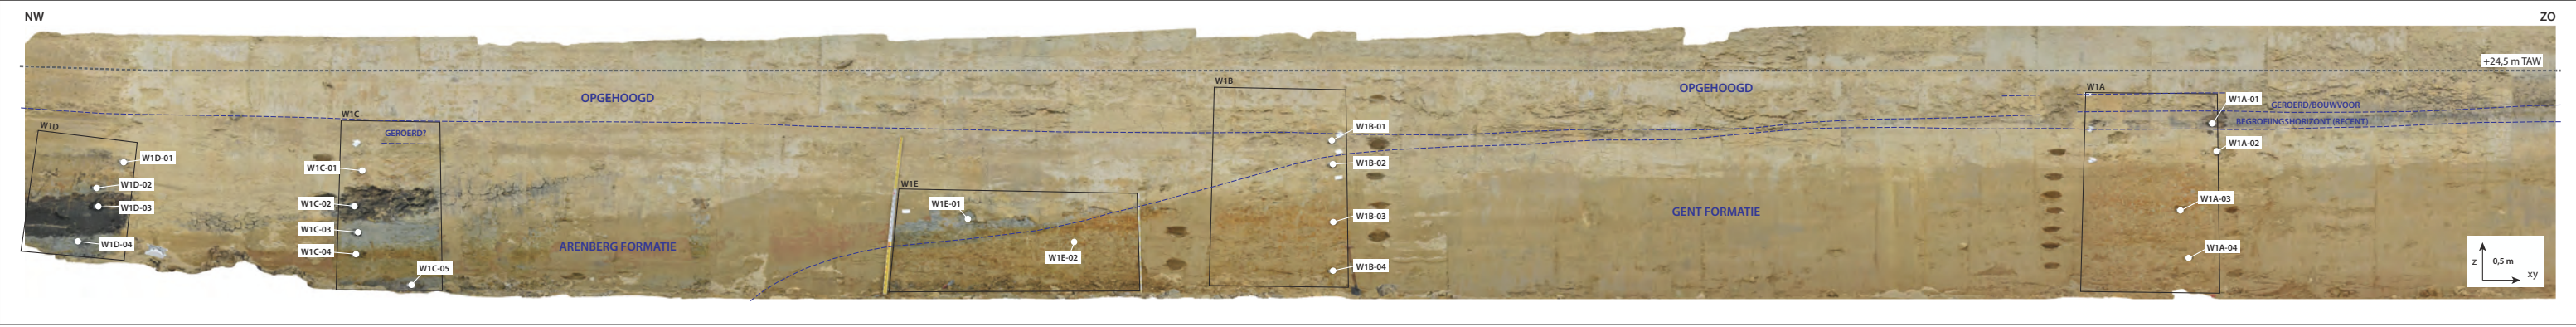 NW
ZO
+24,5 m TAW
OPGEHOOGD
OPGEHOOGD
W1D
W1C
W1B
W1A
GEROERD?
GEROERD/BOUWVOOR
BEGROEIINGSHORIZONT (RECENT)
W1D-01
W1D-02
W1D-03
W1D-04
W1C-01
W1C-02
W1C-03
W1C-04
W1C-05
ARENBERG FORMATIE
W1E
W1E-01
W1E-02
W1B-01
W1B-02
W1B-03
W1B-04
GENT FORMATIE
W1A-01
W1A-02
W1A-03
W1A-04
z
0,5 m
xy